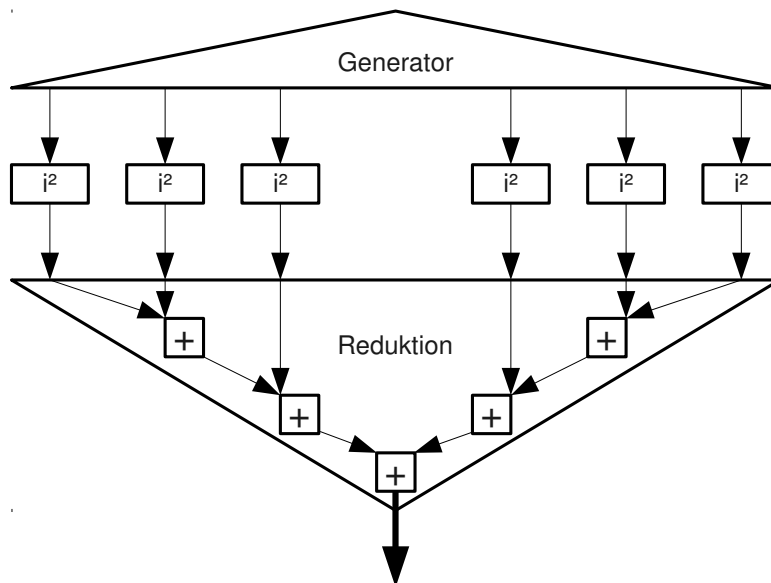 Generator
i² i² i² i² i² i²
+ +
Reduktion
+ +
+